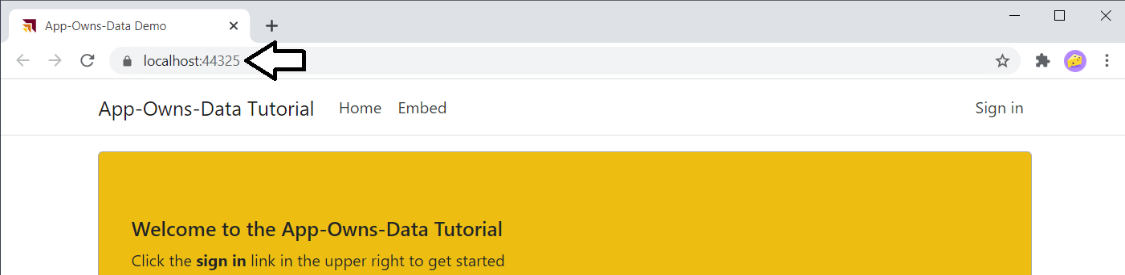 App-Owns-Data Demo
localhost:44325
App-Owns-Data Tutorial Home Embed Sign in
Welcome to the App-Owns-Data Tutorial
Click the sign in link in the upper right to get started